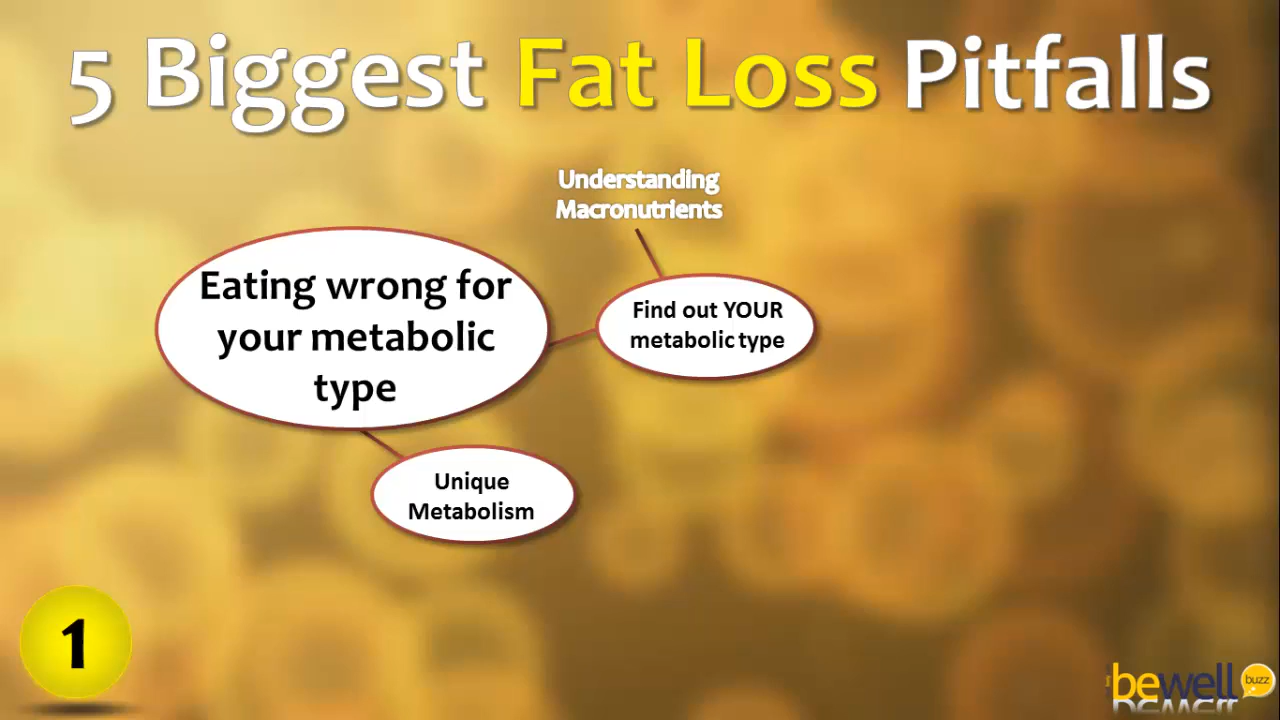 5 Biggest Fat Loss Pitfalls
Understanding
Macronutrients
Eating wrong for
your metabolic
type
Find out YOUR
metabolic type
Unique
Metabolism
1
bewell buzz